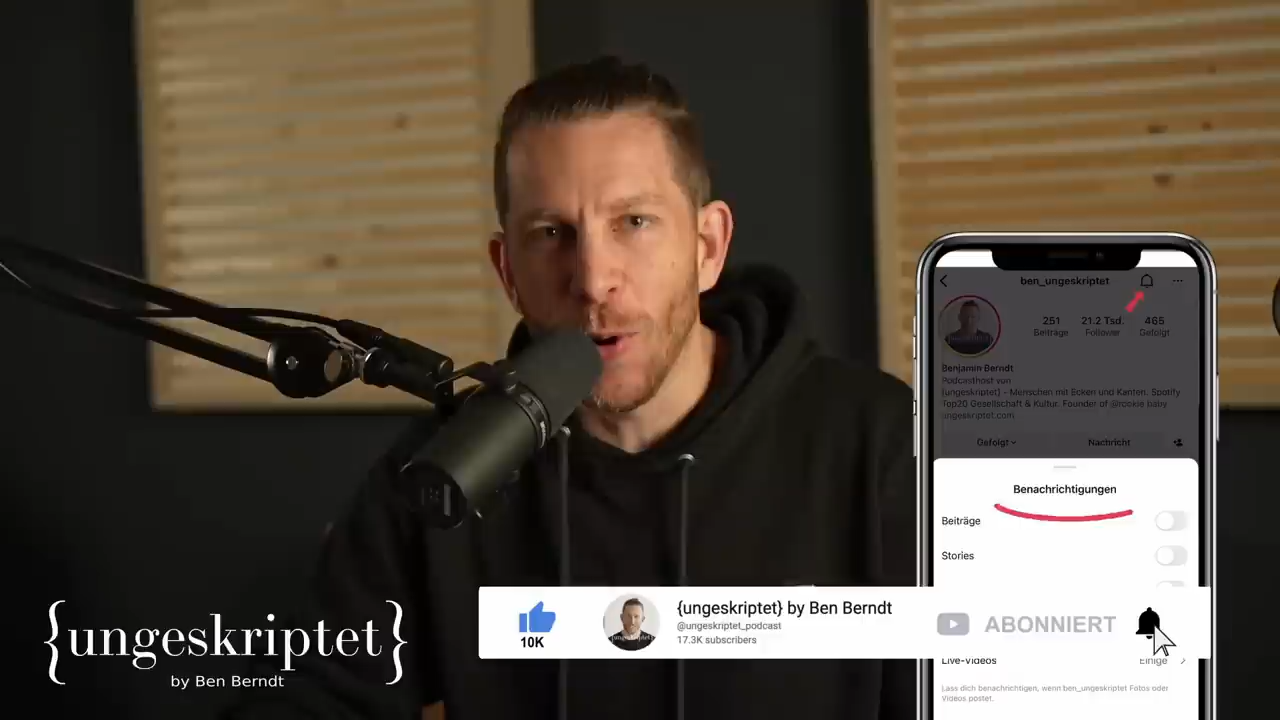 ben_ungeskriptet
251
21.2 Tsd.
465
Beiträge
Follower
Gefolgt
Benjamin Berndt
Podcasthost von
{ungeskriptet} - Menschen mit Ecken und Kanten. Spotify
Top20 Gesellschaft & Kultur. Founder of @rookie.baby
ungeskriptet.com
Gefolgt
Nachricht
Benachrichtigungen
Beiträge
Stories
{ungeskriptet}
by Ben Berndt
10K
{ungeskriptet} by Ben Berndt
@ungeskriptet_podcast
17.3K subscribers
ABONNIERT
Live-Videos
Einige
Lass dich benachrichtigen, wenn ben_ungeskriptet Fotos oder
Videos postet.